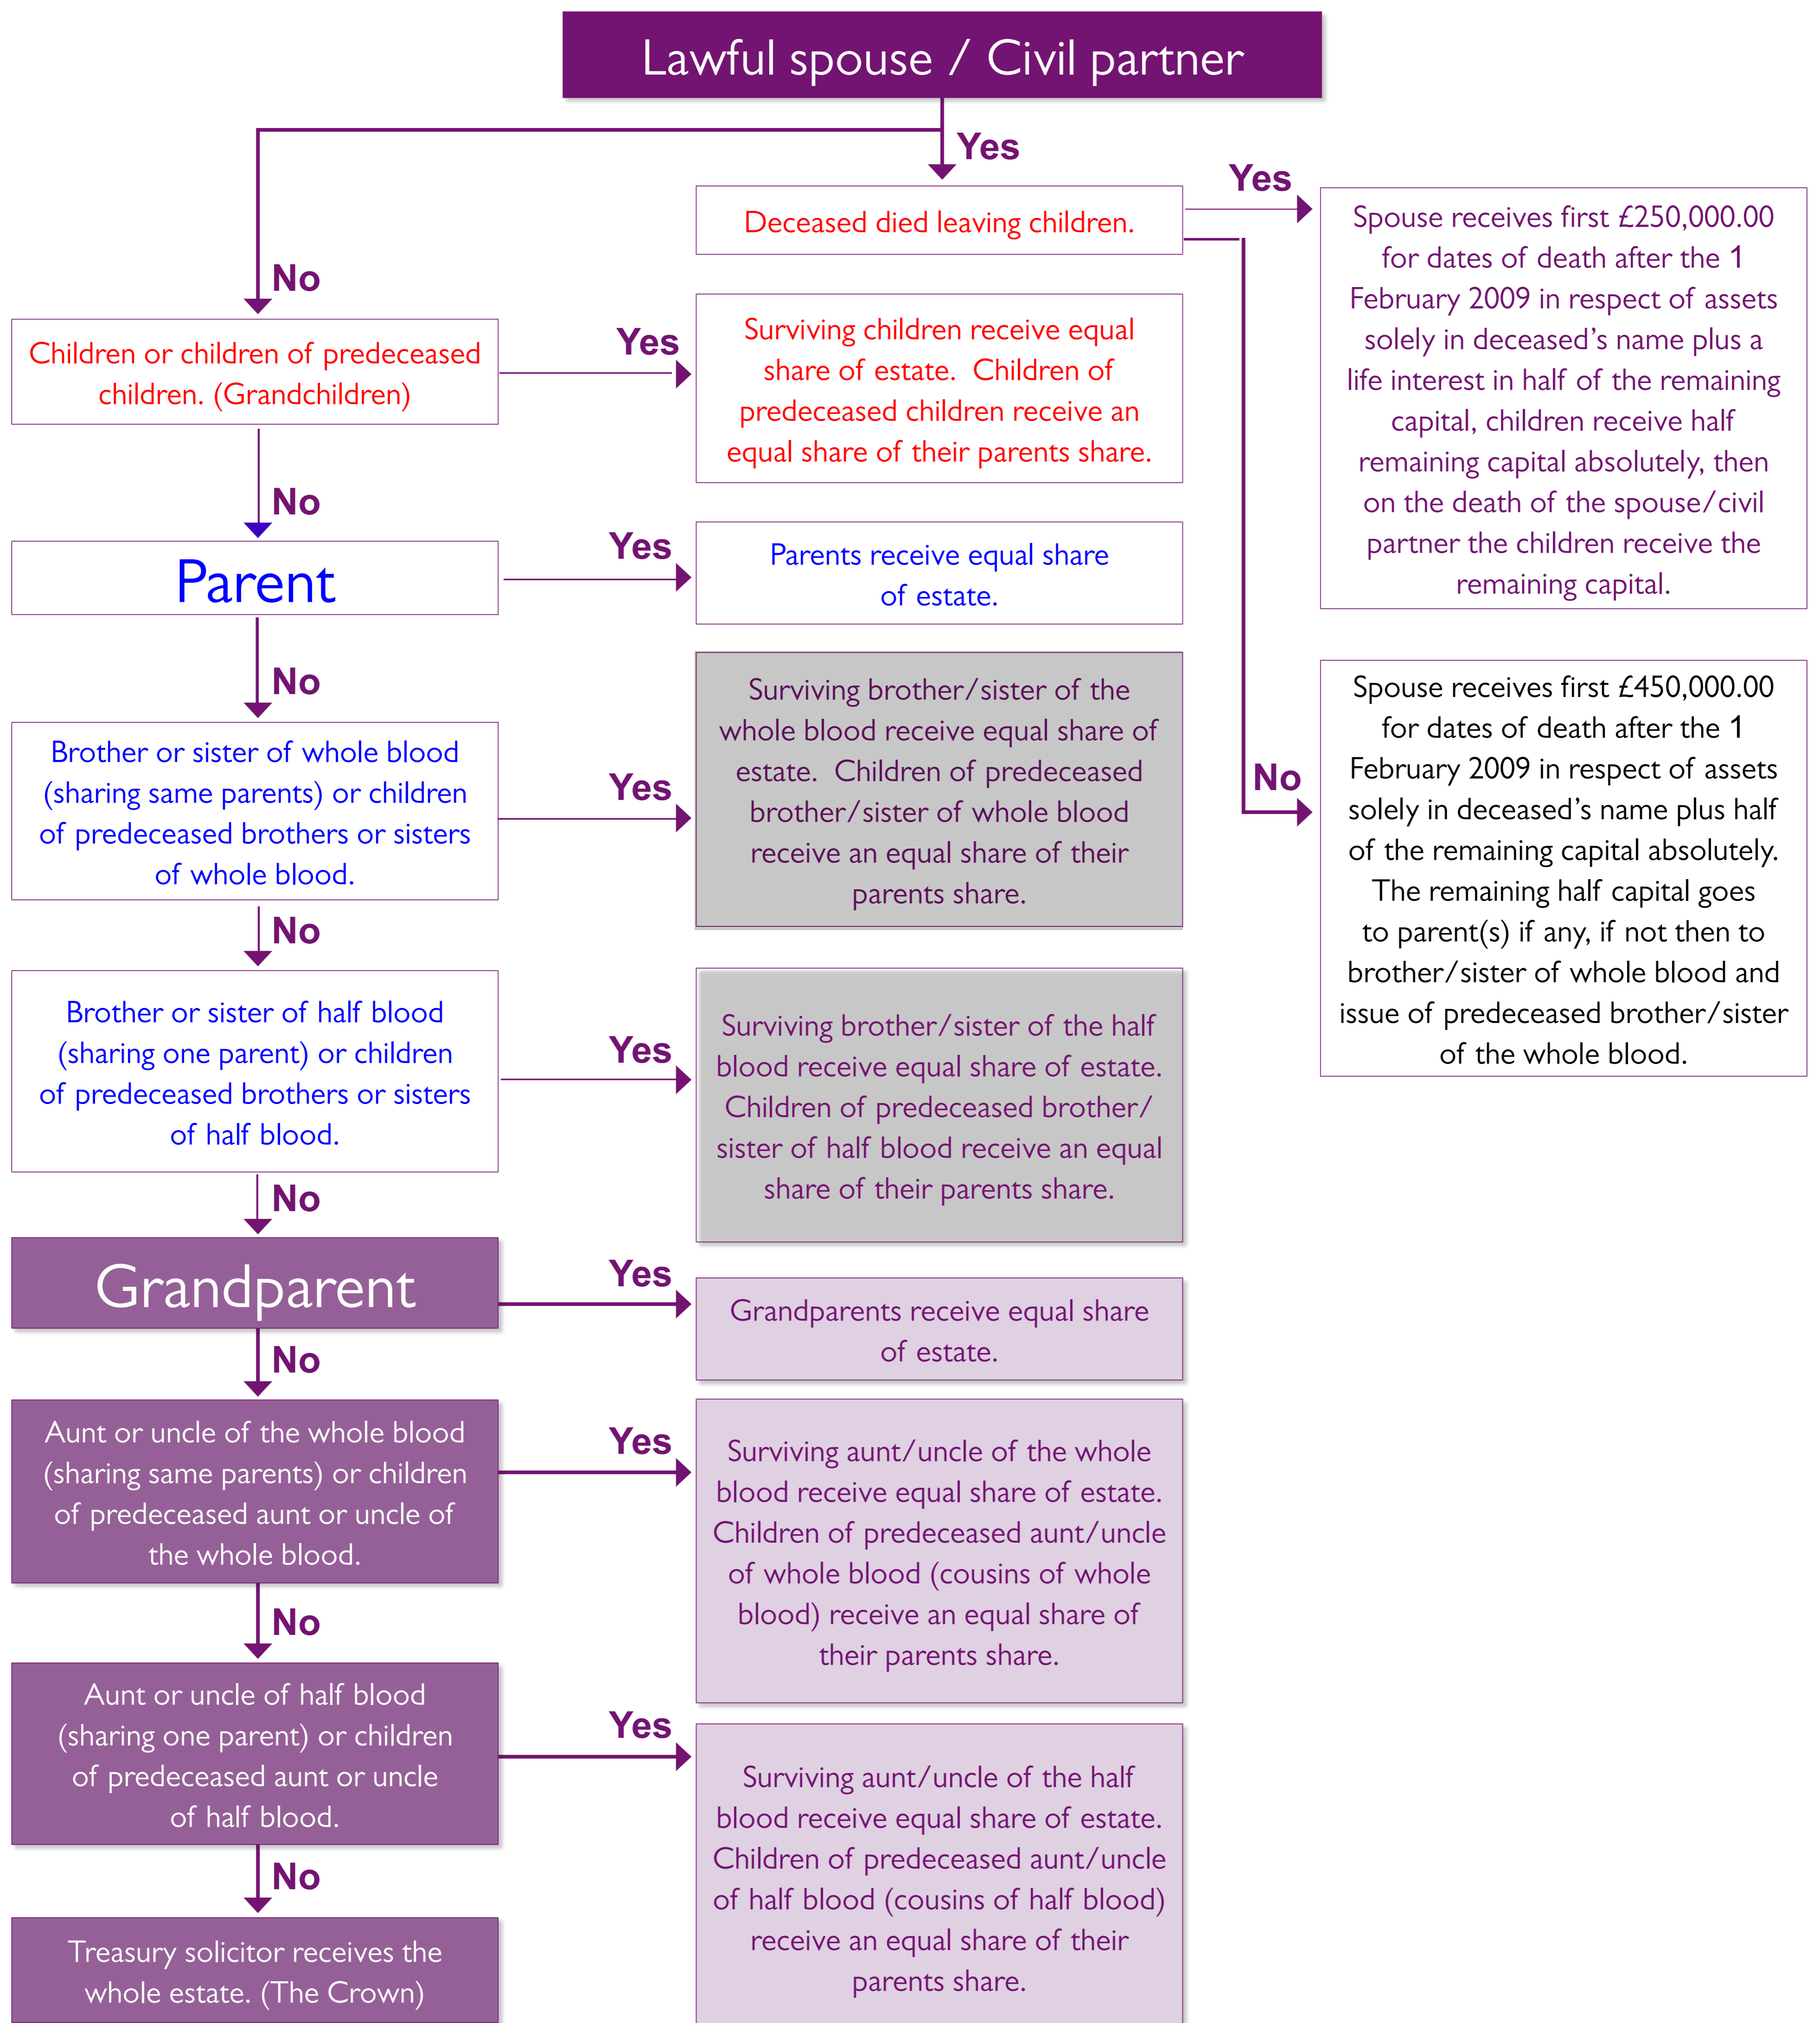 Lawful spouse / Civil partner
Yes
No
Deceased died leaving children.
Yes
Spouse receives first £250,000.00
for dates of death after the 1
February 2009 in respect of assets
solely in deceased’s name plus a
life interest in half of the remaining
capital, children receive half
remaining capital absolutely, then
on the death of the spouse/civil
partner the children receive the
remaining capital.
No
Spouse receives first £450,000.00
for dates of death after the 1
February 2009 in respect of assets
solely in deceased’s name plus half
of the remaining capital absolutely.
The remaining half capital goes
to parent(s) if any, if not then to
brother/sister of whole blood and
issue of predeceased brother/sister
of the whole blood.
Children or children of predeceased
children. (Grandchildren)
Yes
Surviving children receive equal
share of estate. Children of
predeceased children receive an
equal share of their parents share.
No
Parent
Yes
Parents receive equal share
of estate.
No
Brother or sister of whole blood
(sharing same parents) or children
of predeceased brothers or sisters
of whole blood.
Yes
Surviving brother/sister of the
whole blood receive equal share of
estate. Children of predeceased
brother/sister of whole blood
receive an equal share of their
parents share.
No
Brother or sister of half blood
(sharing one parent) or children
of predeceased brothers or sisters
of half blood.
Yes
Surviving brother/sister of the half
blood receive equal share of estate.
Children of predeceased brother/
sister of half blood receive an equal
share of their parents share.
No
Grandparent
Yes
Grandparents receive equal share
of estate.
No
Aunt or uncle of the whole blood
(sharing same parents) or children
of predeceased aunt or uncle of
the whole blood.
Yes
Surviving aunt/uncle of the whole
blood receive equal share of estate.
Children of predeceased aunt/uncle
of whole blood (cousins of whole
blood) receive an equal share of
their parents share.
No
Aunt or uncle of half blood
(sharing one parent) or children
of predeceased aunt or uncle
of half blood.
Yes
Surviving aunt/uncle of the half
blood receive equal share of estate.
Children of predeceased aunt/uncle
of half blood (cousins of half blood)
receive an equal share of their
parents share.
No
Treasury solicitor receives the
whole estate. (The Crown)